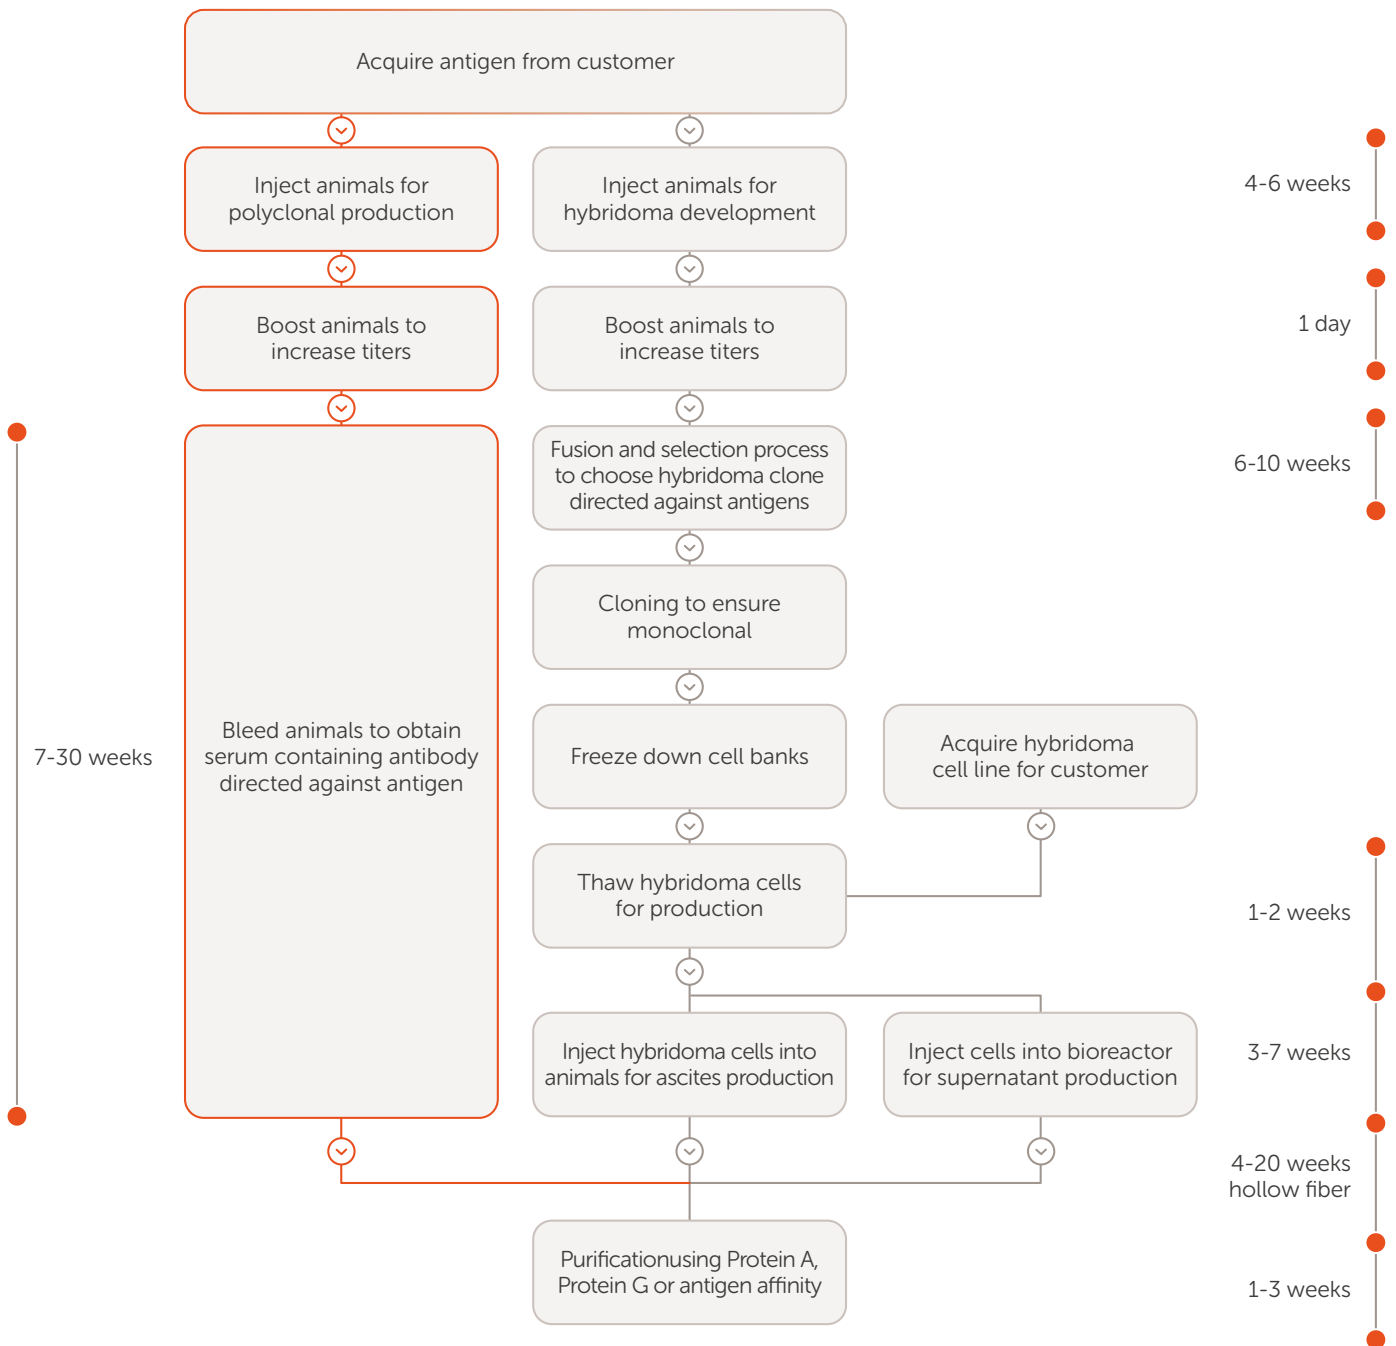 Acquire antigen from customer
Inject animals for
polyclonal production
Inject animals for
hybridoma development
4-6 weeks
Boost animals to
increase titers
Boost animals to
increase titers
1 day
Fusion and selection process
to choose hybridoma clone
directed against antigens
6-10 weeks
Cloning to ensure
monoclonal
7-30 weeks
Bleed animals to obtain
serum containing antibody
directed against antigen
Freeze down cell banks
Acquire hybridoma
cell line for customer
Thaw hybridoma cells
for production
1-2 weeks
Inject hybridoma cells into
animals for ascites production
Inject cells into bioreactor
for supernatant production
3-7 weeks
4-20 weeks
hollow fiber
Purificationusing Protein A,
Protein G or antigen affinity
1-3 weeks